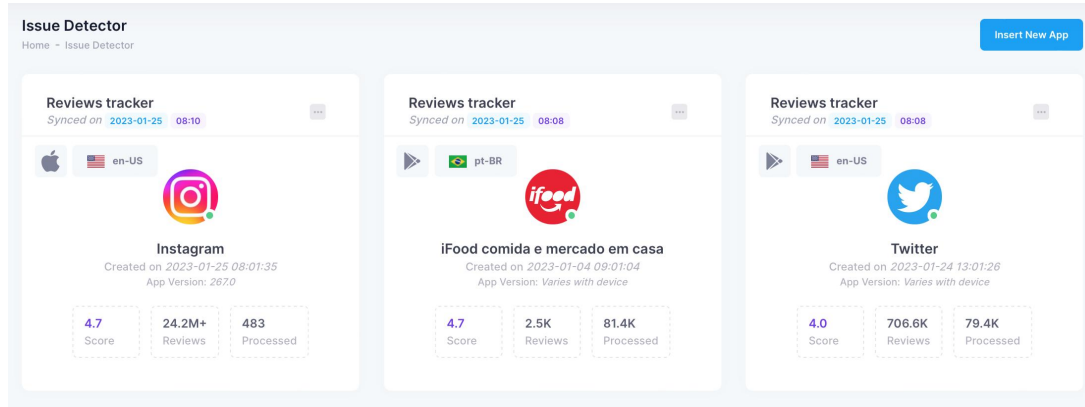 Issue Detector
Home - Issue Detector
Insert New App
Reviews tracker
Synced on 2023-01-25 08:10
en-US
Instagram
Created on 2023-01-25 08:01:35
App Version: 267.0
4.7 24.2M+ 483
Score Reviews Processed
Reviews tracker
Synced on 2023-01-25 08:08
pt-BR
ifood
iFood comida e mercado em casa
Created on 2023-01-04 09:01:04
App Version: Varies with device
4.7 2.5K 81.4K
Score Reviews Processed
Reviews tracker
Synced on 2023-01-25 08:08
en-US
Twitter
Created on 2023-01-24 13:01:26
App Version: Varies with device
4.0 706.6K 79.4K
Score Reviews Processed